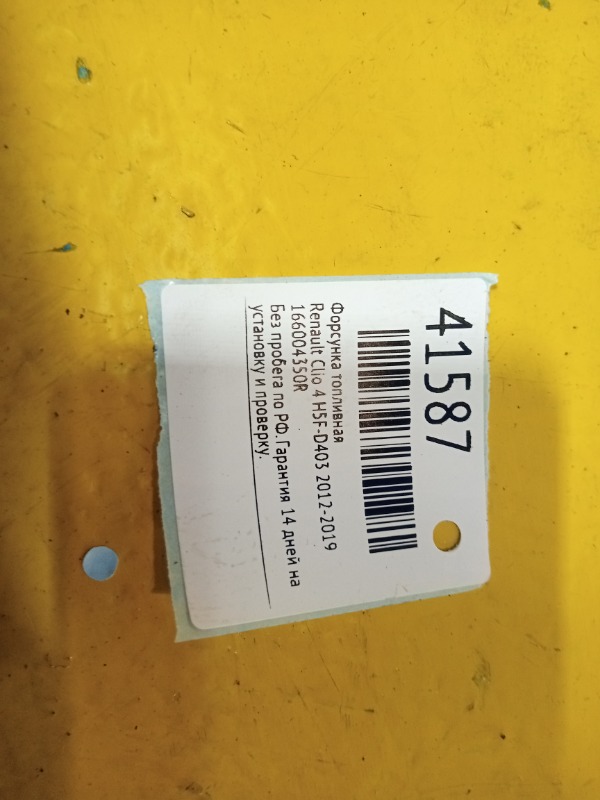 41587
Форсунка топливная
Renault Clio 4 H5F-D403 2012-2019
166004350R
Без пробега по РФ.Гарантия 14 дней на
установку и проверку.